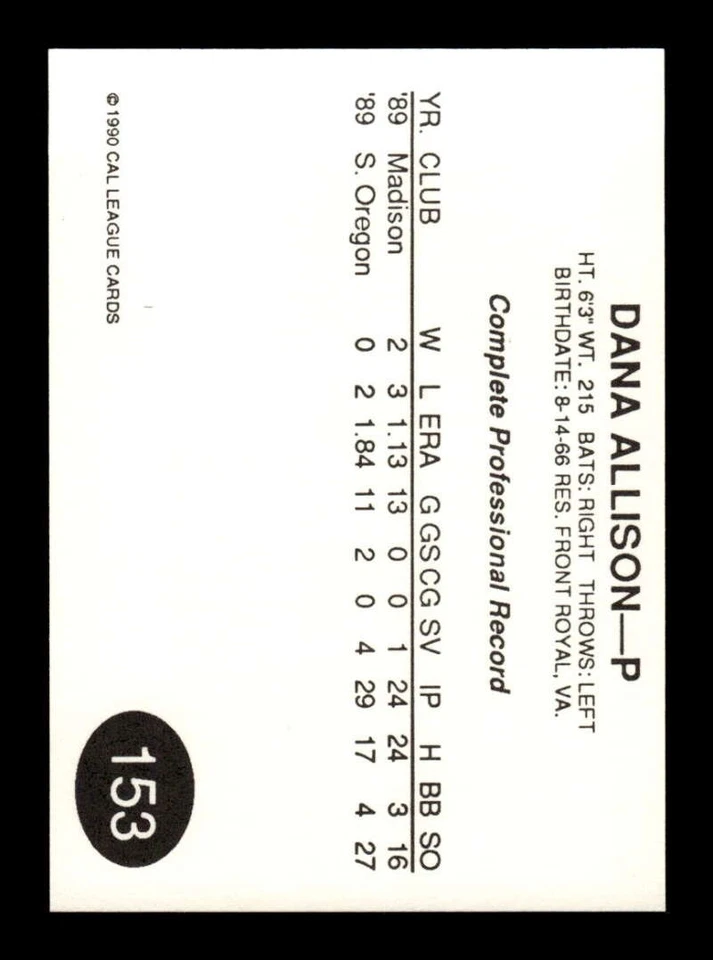 DANA ALLISON—P
HT. 6'3" WT. 215 BATS: RIGHT THROWS: LEFT
BIRTHDATE: 8-14-66 RES. FRONT ROYAL, VA.
Complete Professional Record
YR. CLUB W L ERA G GS CG SV IP H BB SO
'89 Madison 2 3 1.13 13 0 0 1 24 24 3 16
'89 S. Oregon 0 2 1.84 11 2 0 4 29 17 4 27
© 1990 CAL LEAGUE CARDS
153